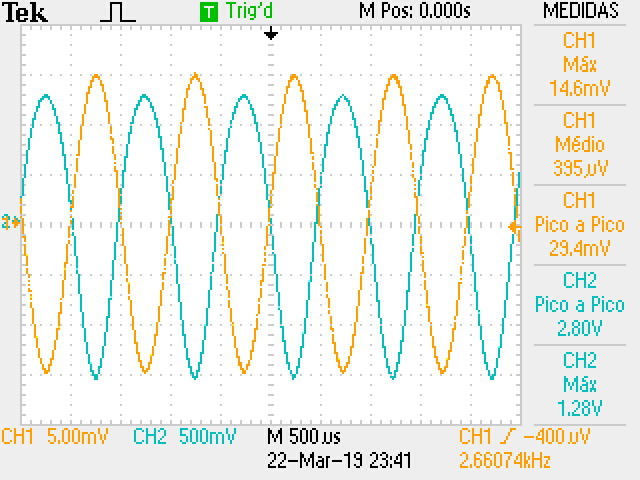 Tek T Trig'd M Pos: 0.000s MEDIDAS
CH1
Máx
14.6mV
CH1
Médio
395µV
CH1
Pico a Pico
29.4mV
CH2
Pico a Pico
2.80V
CH2
Máx
1.28V
2
CH1 5.00mV CH2 500mV M 500µs CH1 -400µV
22-Mar-19 23:41 2.66074kHz